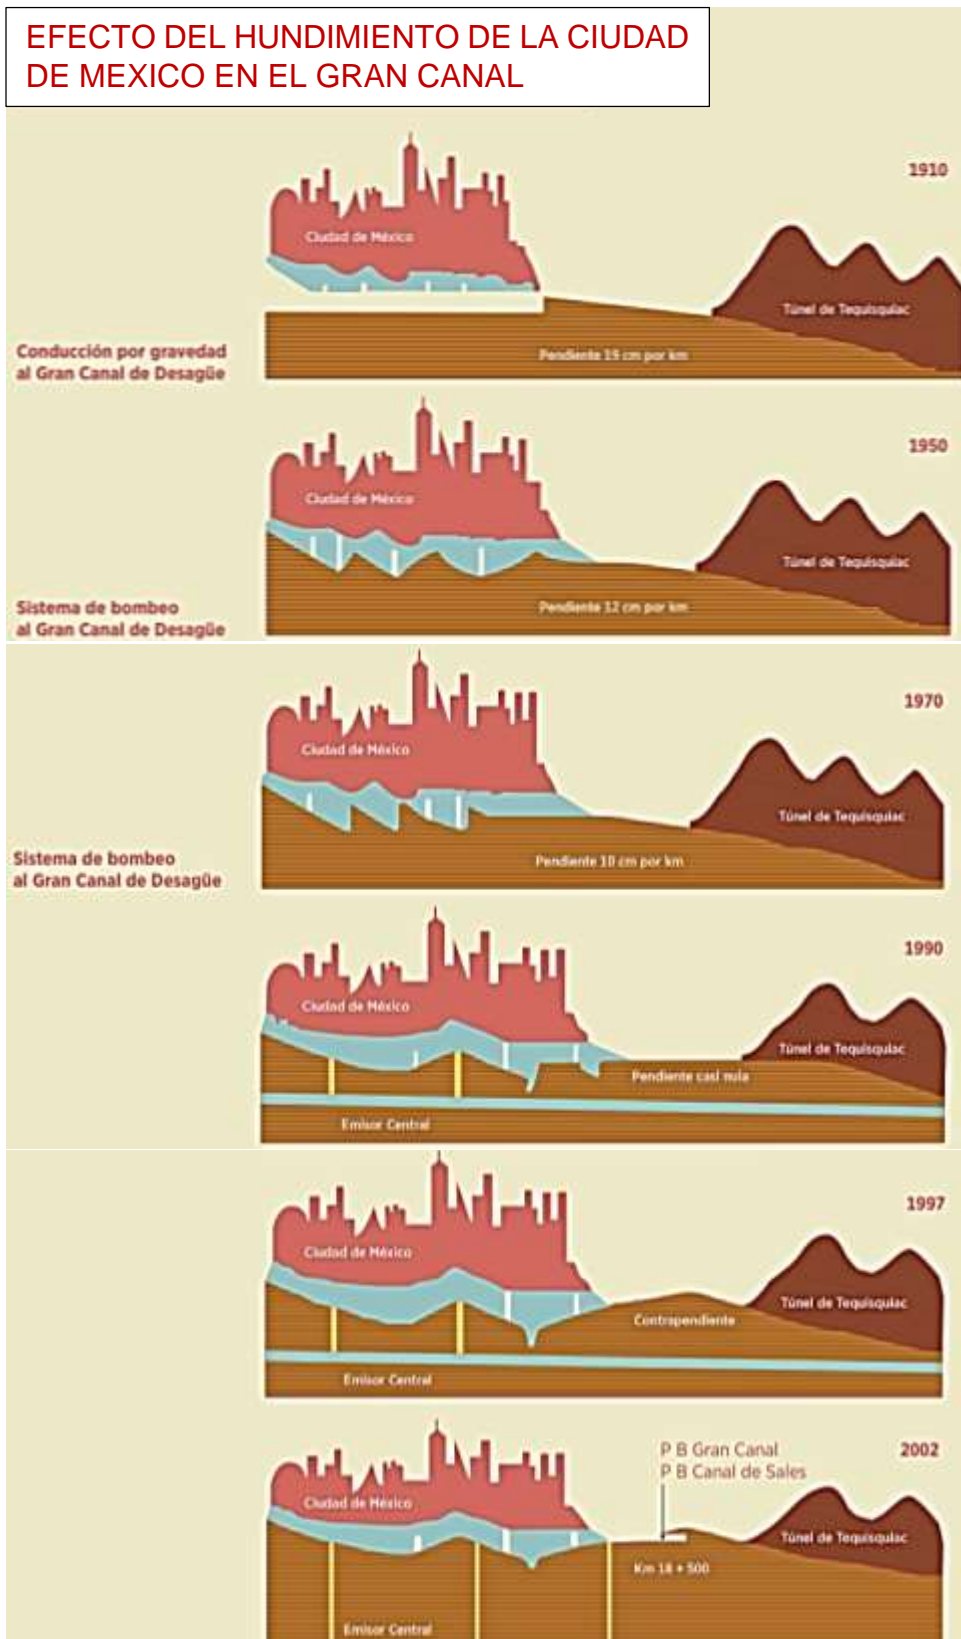 EFECTO DEL HUNDIMIENTO DE LA CIUDAD
DE MEXICO EN EL GRAN CANAL
1910
Ciudad de México
Túnel de Tequisquiac
Conducción por gravedad
al Gran Canal de Desagüe
Pendiente 19 cm por km
1950
Ciudad de México
Túnel de Tequisquiac
Sistema de bombeo
al Gran Canal de Desagüe
Pendiente 12 cm por km
1970
Ciudad de México
Túnel de Tequisquiac
Sistema de bombeo
al Gran Canal de Desagüe
Pendiente 10 cm por km
1990
Ciudad de México
Túnel de Tequisquiac
Pendiente casi nula
Emisor Central
1997
Ciudad de México
Túnel de Tequisquiac
Contrapendiente
Emisor Central
P B Gran Canal
P B Canal de Sales
2002
Ciudad de México
Túnel de Tequisquiac
Km 18 + 500
Emisor Central